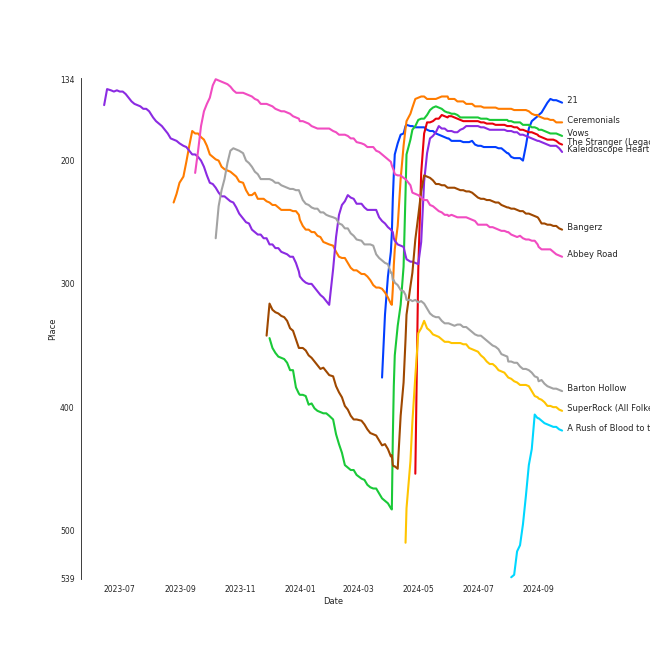 134
200
300
400
500
539
Place
2023-07
2023-09
2023-11
2024-01
2024-03
2024-05
2024-07
2024-09
Date
21
Ceremonials
Vows
The Stranger (Legac
Kaleidoscope Heart
Bangerz
Abbey Road
Barton Hollow
SuperRock (All Folke
A Rush of Blood to t